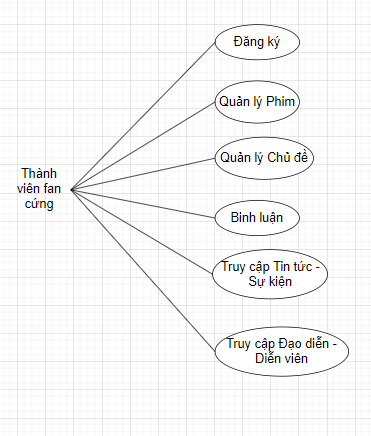 Đăng ký
Quản lý Phim
Quản lý Chủ đề
Thành
viên fan
cứng
Bình luận
Truy cập Tin tức -
Sự kiện
Truy cập Đạo diễn -
Diễn viên